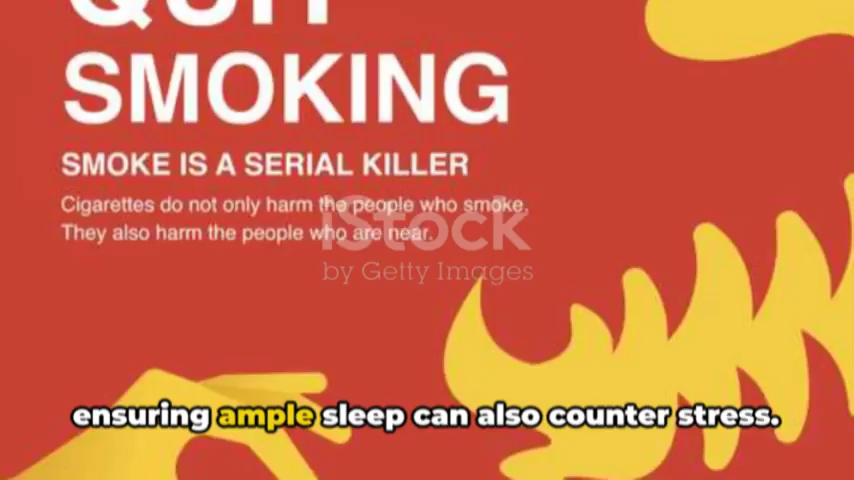 QUIT
SMOKING
SMOKE IS A SERIAL KILLER
Cigarettes do not only harm the people who smoke.
They also harm the people who are near.
iStock
by Getty Images
ensuring ample sleep can also counter stress.